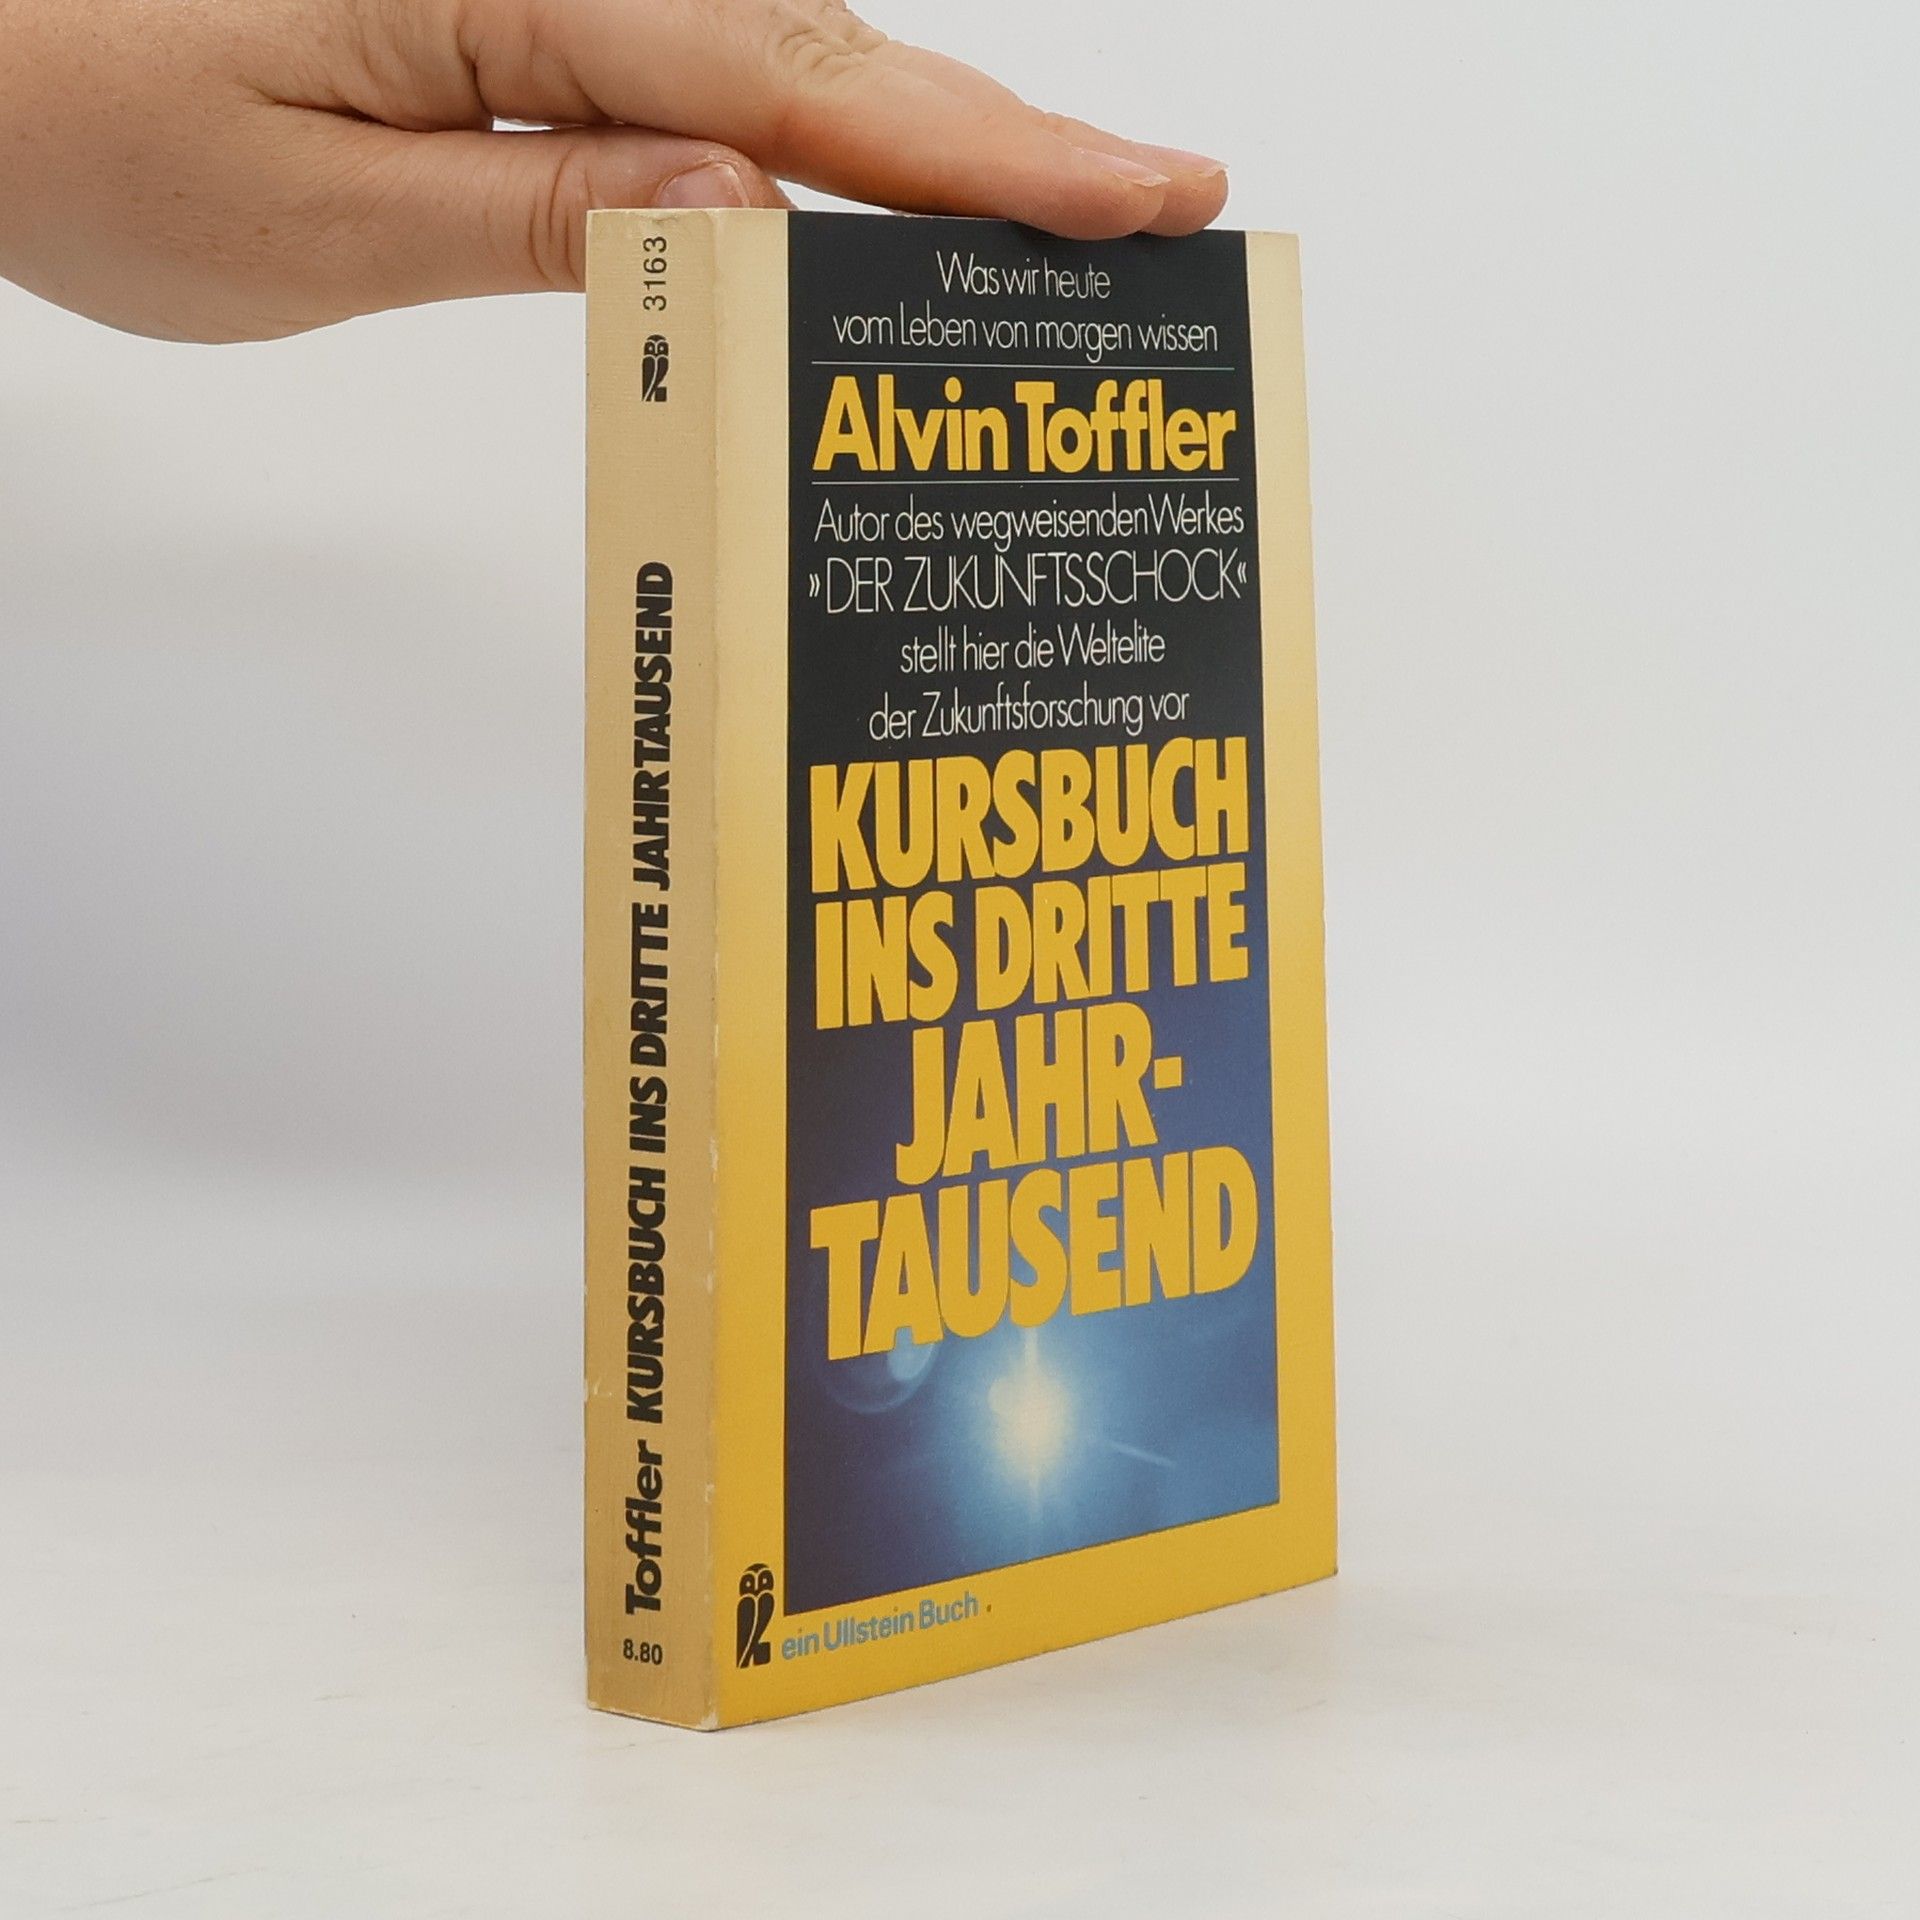 3163
Toffler KURSBUCH INS DRITTE JAHRTAUSEND
8.80
Was wir heute
vom Leben von morgen wissen
Alvin Toffler
Autor des wegweisenden Werkes
»DER ZUKUNFTSSCHOCK«
stellt hier die Weltelite
der Zukunftsforschung vor
KURSBUCH
INS DRITTE
JAHR-
TAUSEND
ein Ullstein Buch